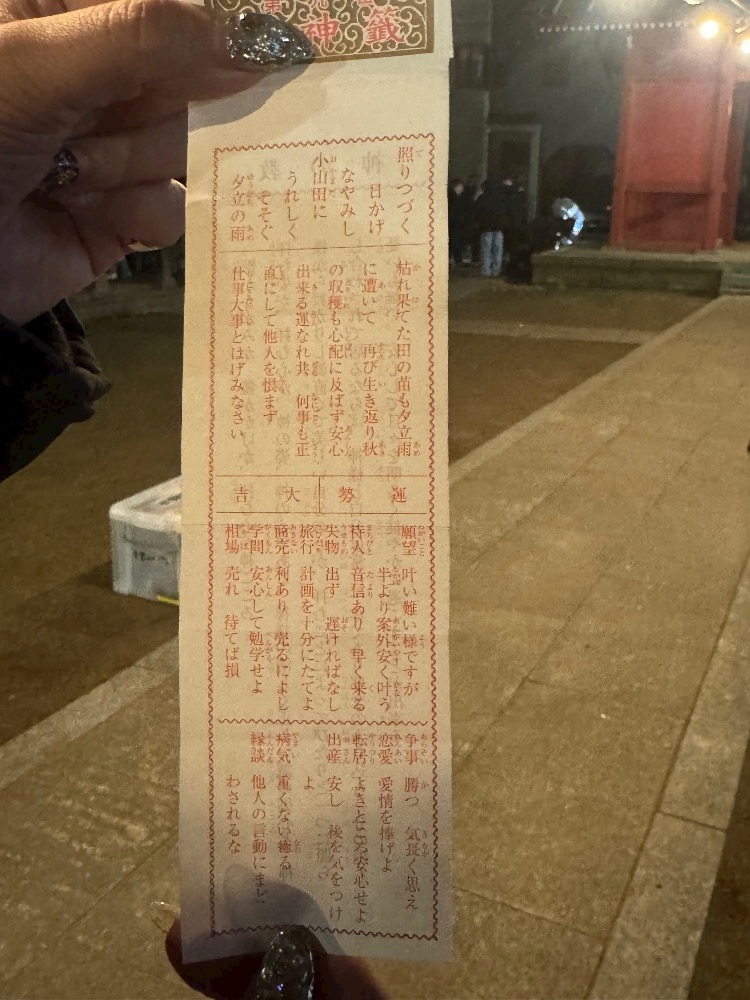 神籤
照りつづく
日かげ
なやみし
小山田に
うれしく
そそぐ
夕立の雨
枯れ果てた田の苗も夕立雨
に遭いて 再び生き返り秋
の収穫も心配に及ばず安心
出来る運なれ共 何事も正
直にして他人を恨まず
仕事大事とはげみなさい
運勢 大吉
願望 叶い難い様ですが
半より案外安く叶う
待人 音信あり 早く来る
失物 出ず 遅ければなし
旅行 計画を十分にたてよ
商売 利あり 売るによし
学問 安心して勉学せよ
相場 売れ 待てば損
争事 勝つ 気長く思え
恋愛 愛情を捧げよ
転居 よきところ安心せよ
出産 安し 後を気をつけ
よ
病気 重くない癒る
縁談 他人の言動にまど
わされるな